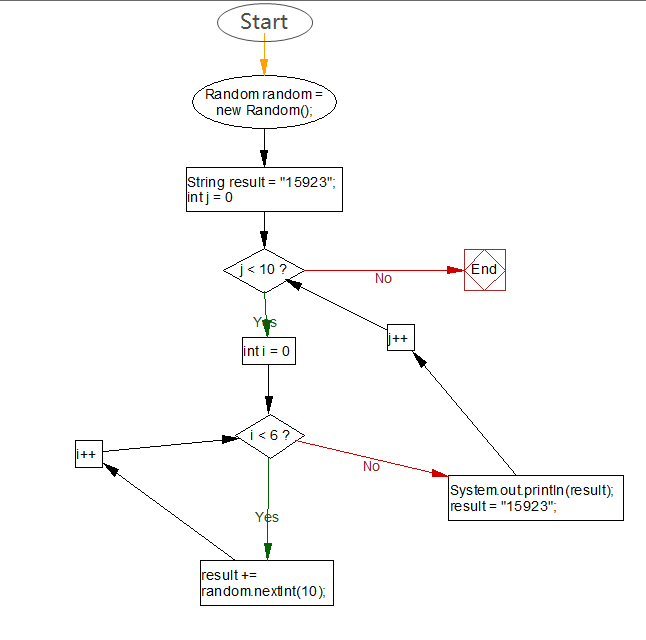 Start
Random random =
new Random();
String result = "15923";
int j = 0
j < 10 ?
No
End
Yes
int i = 0
j++
i < 6 ?
i++
No
System.out.println(result);
result = "15923";
Yes
result +=
random.nextInt(10);